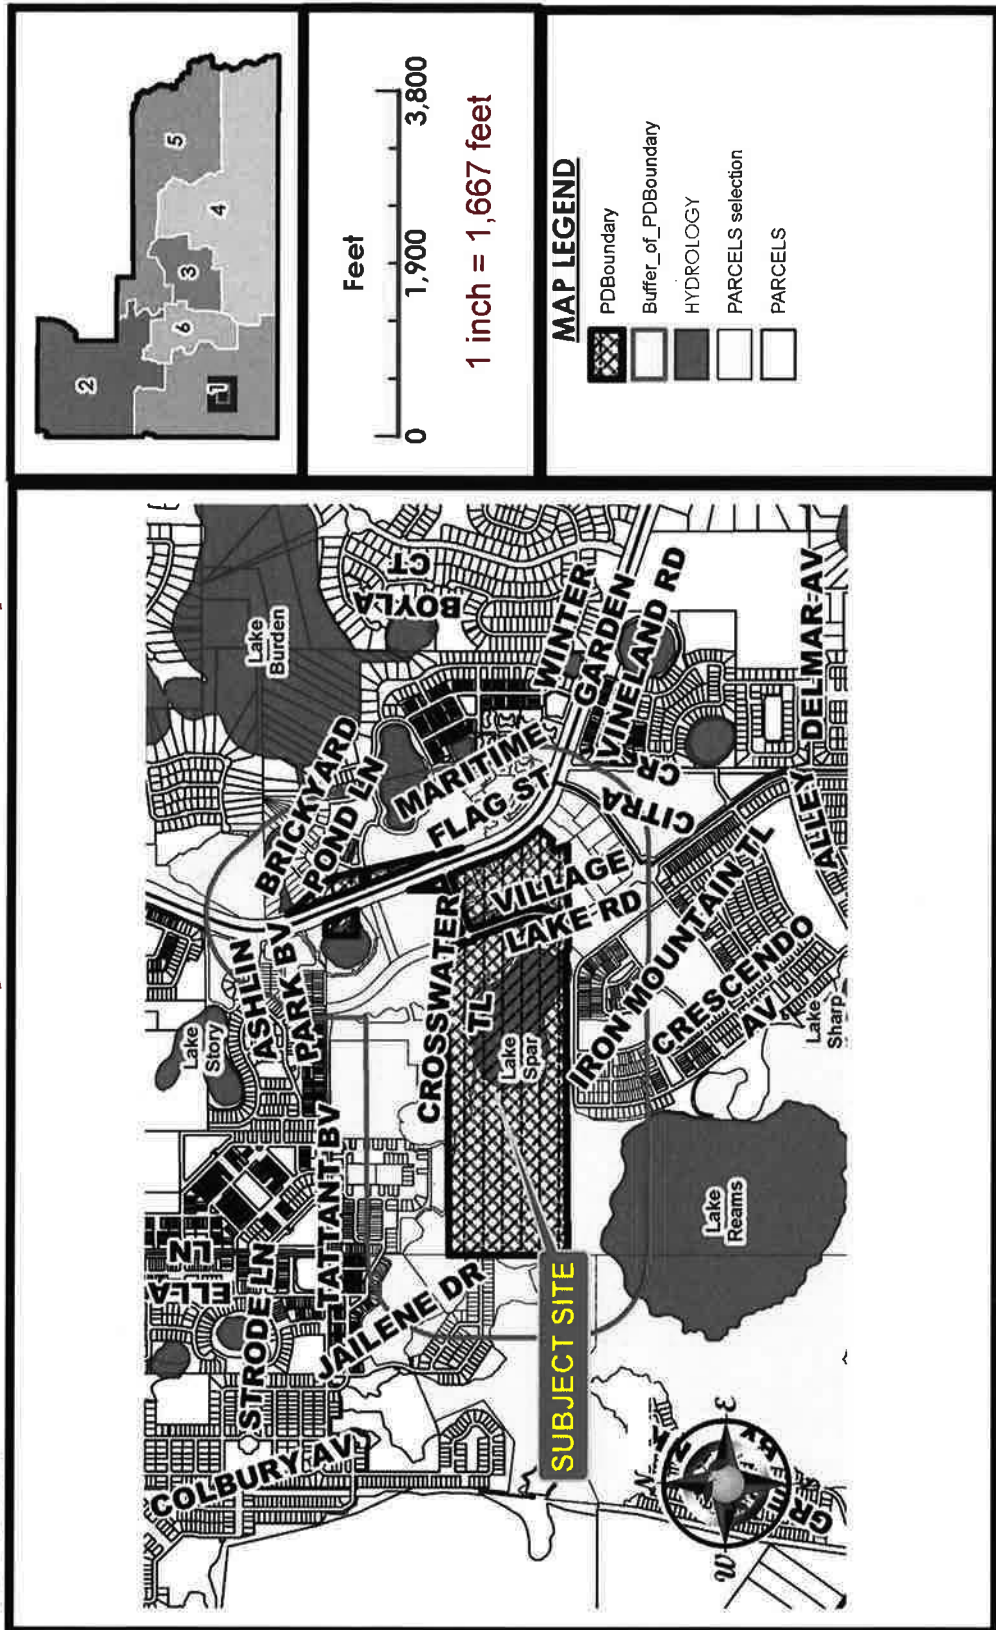 COLBURY AV
STRODE LN
ELLA
LN
TATTANT BV
JAILENE DR
Lake
Story
ASHLIN
PARK BV
BRICKYARD
POND LN
Lake
Burden
BOYLA
CT
MARITIME
FLAG ST
WINTER
GARDEN
VINELAND RD
CROSSWATER
TL
VILLAGE
LAKE RD
CITRA
CR
Lake
Spar
SUBJECT SITE
IRON MOUNTAIN TL
CRESCENDO
AV
DELMAR AV
ALLEY
Lake
Sharp
Lake
Reams
W
E
GR
2
1
6
3
5
4
Feet
0
1,900
3,800
1 inch = 1,667 feet
MAP LEGEND
PDBoundary
Buffer_of_PDBoundary
HYDROLOGY
PARCELS selection
PARCELS